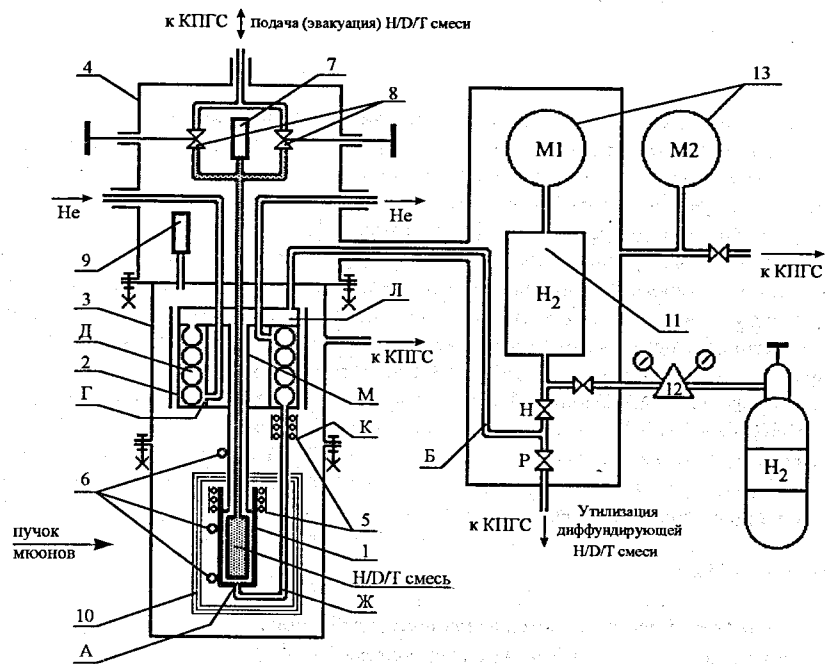 к КПГС
Подача (эвакуация) H/D/T смеси
4
7
8
13
M1
M2
He
He
9
к КПГС
H₂
11
3
Л
Д
к КПГС
2
12
Г
М
Н
К
Б
Р
H₂
6
5
к КПГС
Утилизация
диффундирующей
H/D/T смеси
пучок
мюонов
1
H/D/T смесь
10
Ж
А